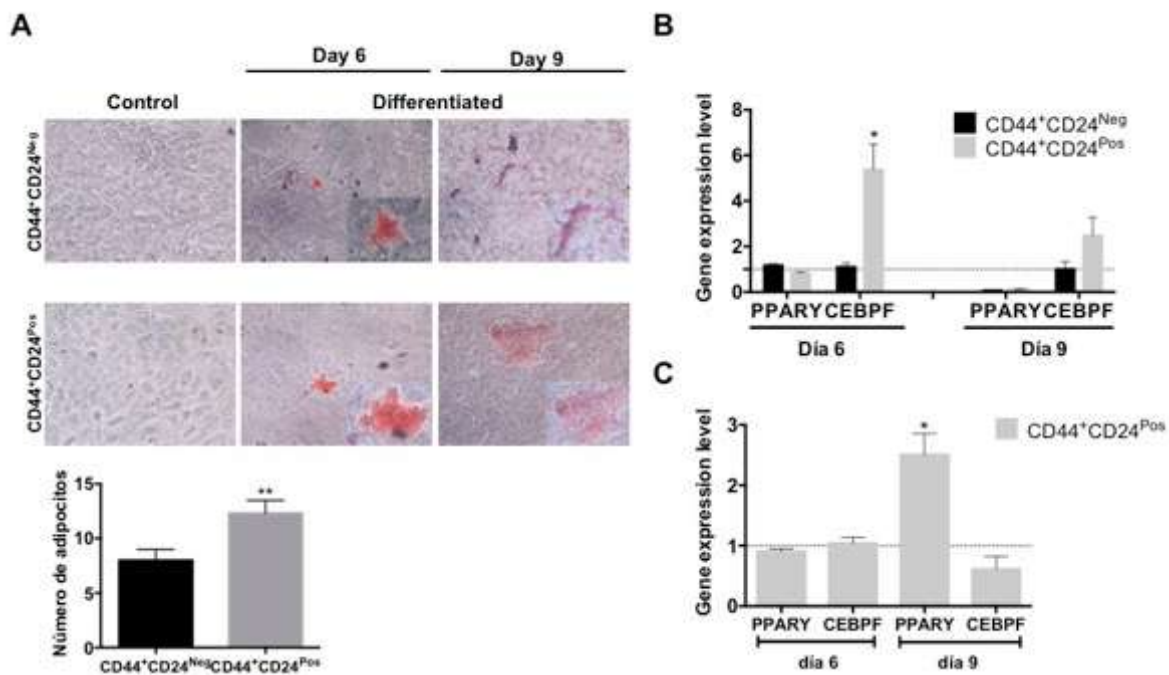 A
Day 6
Day 9
Control
Differentiated
CD44⁺CD24ᴺᵉᵍ
CD44⁺CD24ᴾᵒˢ
Número de adipocitos
15
10
5
0
**
CD44⁺CD24ᴺᵉᵍ
CD44⁺CD24ᴾᵒˢ
B
Gene expression level
8
6
4
2
0
*
CD44⁺CD24ᴺᵉᵍ
CD44⁺CD24ᴾᵒˢ
PPARY CEBPF
PPARY CEBPF
Día 6
Día 9
C
Gene expression level
3
2
1
0
*
CD44⁺CD24ᴾᵒˢ
PPARY CEBPF PPARY CEBPF
día 6
día 9